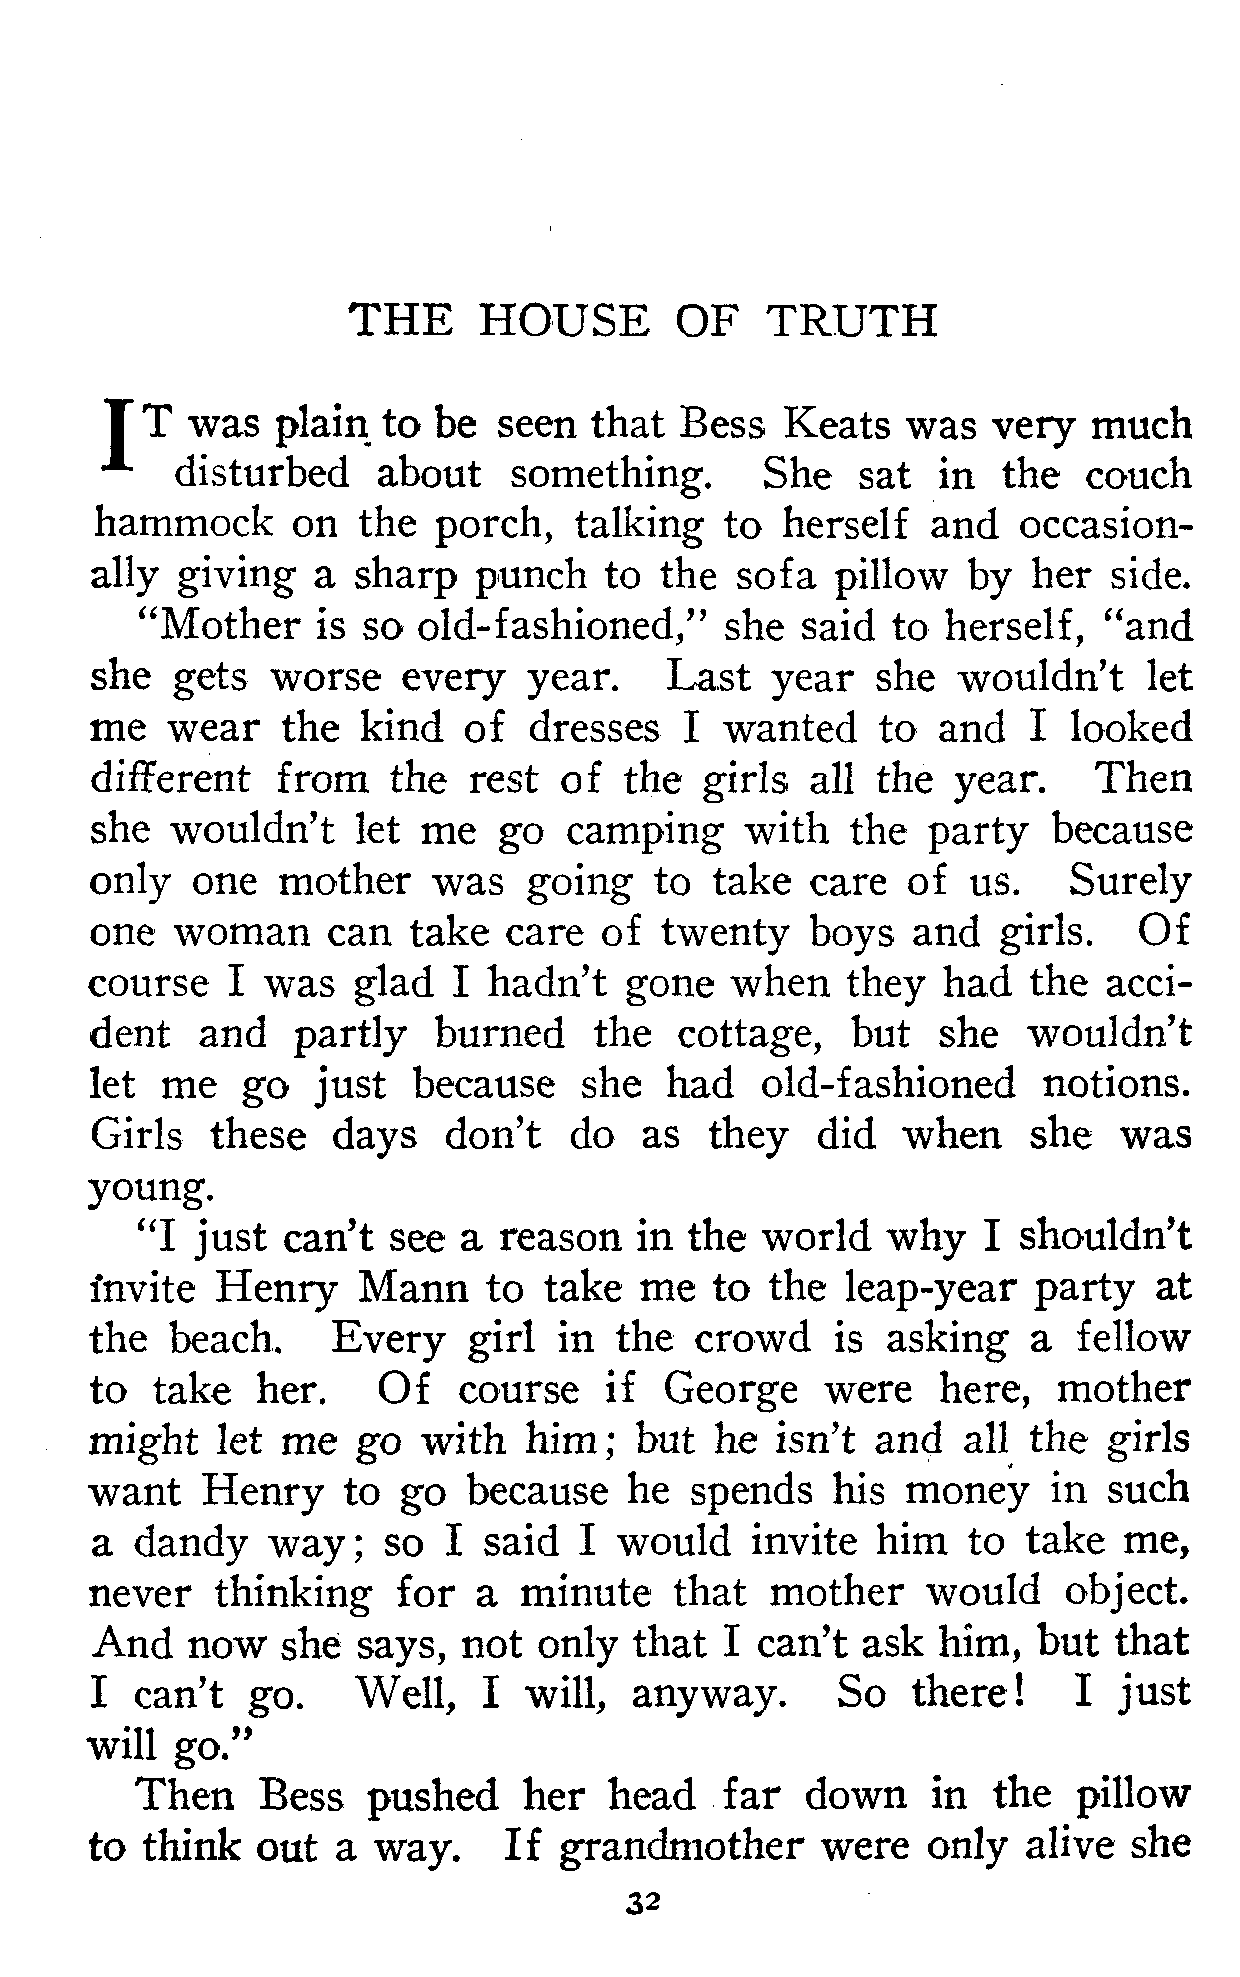 THE HOUSE OF TRUTH
IT was plain to be seen that Bess Keats was very much
disturbed about something. She sat in the couch
hammock on the porch, talking to herself and occasion-
ally giving a sharp punch to the sofa pillow by her side.
“Mother is so old-fashioned,” she said to herself, “and
she gets worse every year. Last year she wouldn’t let
me wear the kind of dresses I wanted to and I looked
different from the rest of the girls all the year. Then
she wouldn’t let me go camping with the party because
only one mother was going to take care of us. Surely
one woman can take care of twenty boys and girls. Of
course I was glad I hadn’t gone when they had the acci-
dent and partly burned the cottage, but she wouldn’t
let me go just because she had old-fashioned notions.
Girls these days don’t do as they did when she was
young.
“I just can’t see a reason in the world why I shouldn’t
invite Henry Mann to take me to the leap-year party at
the beach. Every girl in the crowd is asking a fellow
to take her. Of course if George were here, mother
might let me go with him; but he isn’t and all the girls
want Henry to go because he spends his money in such
a dandy way; so I said I would invite him to take me,
never thinking for a minute that mother would object.
And now she says, not only that I can’t ask him, but that
I can’t go. Well, I will, anyway. So there! I just
will go.”
Then Bess pushed her head far down in the pillow
to think out a way. If grandmother were only alive she
32